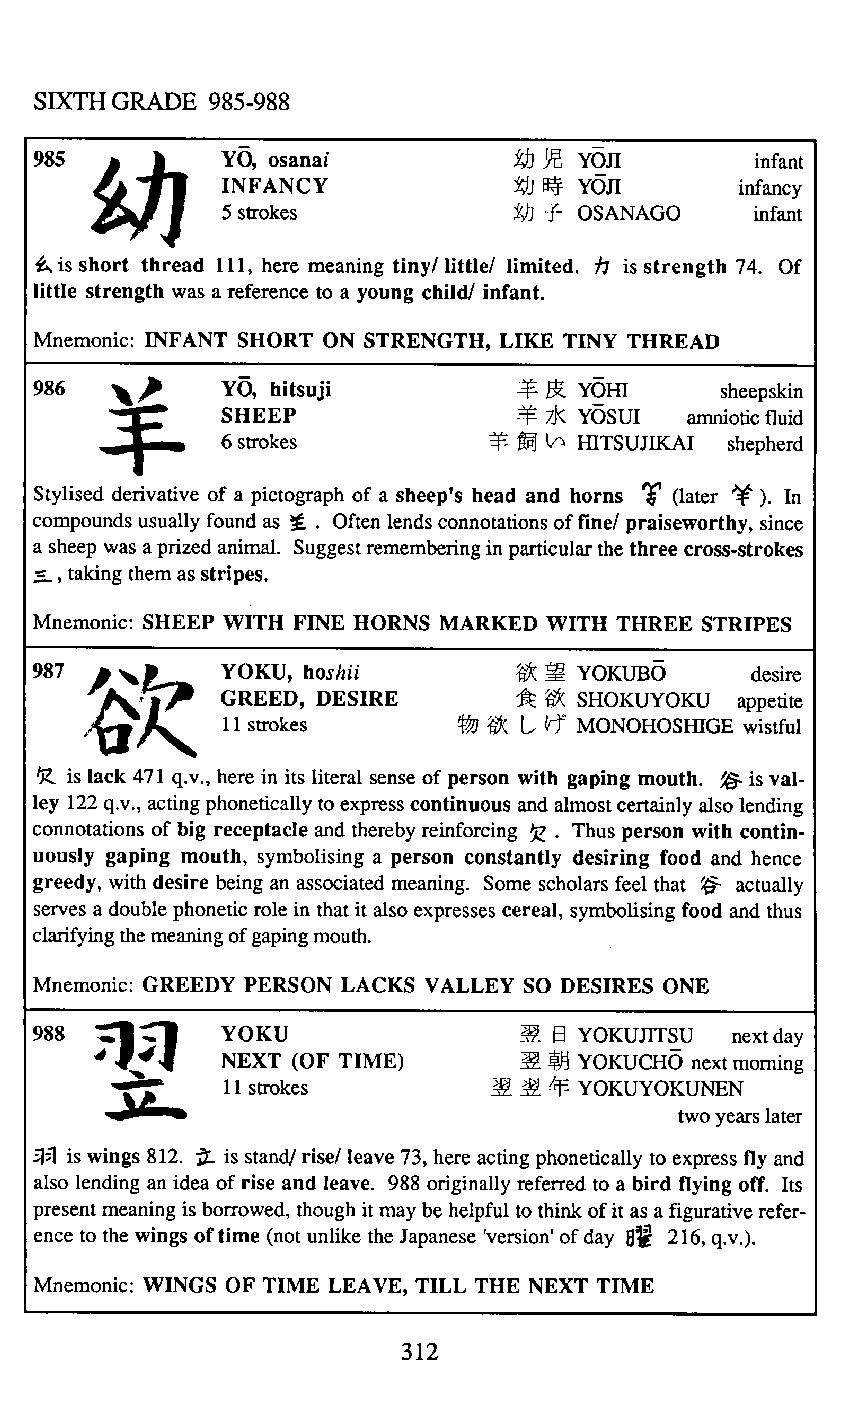 SIXTH GRADE 985-988
985 幼 YŌ, osanai 幼児 YŌJI infant
INFANCY 幼時 YŌJI infancy
5 strokes 幼子 OSANAGO infant
幺 is short thread 111, here meaning tiny/ little/ limited. 力 is strength 74. Of
little strength was a reference to a young child/ infant.
Mnemonic: INFANT SHORT ON STRENGTH, LIKE TINY THREAD
986 羊 YŌ, hitsuji 羊皮 YŌHI sheepskin
SHEEP 羊水 YŌSUI amniotic fluid
6 strokes 羊飼い HITSUJIKAI shepherd
Stylised derivative of a pictograph of a sheep's head and horns (later ). In
compounds usually found as . Often lends connotations of fine/ praiseworthy, since
a sheep was a prized animal. Suggest remembering in particular the three cross-strokes
三, taking them as stripes.
Mnemonic: SHEEP WITH FINE HORNS MARKED WITH THREE STRIPES
987 欲 YOKU, hoshii 欲望 YOKUBŌ desire
GREED, DESIRE 食欲 SHOKUYOKU appetite
11 strokes 物欲しげ MONOHOSHIGE wistful
欠 is lack 471 q.v., here in its literal sense of person with gaping mouth. 谷 is val-
ley 122 q.v., acting phonetically to express continuous and almost certainly also lending
connotations of big receptacle and thereby reinforcing 欠. Thus person with contin-
uously gaping mouth, symbolising a person constantly desiring food and hence
greedy, with desire being an associated meaning. Some scholars feel that 谷 actually
serves a double phonetic role in that it also expresses cereal, symbolising food and thus
clarifying the meaning of gaping mouth.
Mnemonic: GREEDY PERSON LACKS VALLEY SO DESIRES ONE
988 翌 YOKU 翌日 YOKUJITSU next day
NEXT (OF TIME) 翌朝 YOKUCHŌ next morning
11 strokes 翌翌年 YOKUYOKUNEN
two years later
羽 is wings 812. 立 is stand/ rise/ leave 73, here acting phonetically to express fly and
also lending an idea of rise and leave. 988 originally referred to a bird flying off. Its
present meaning is borrowed, though it may be helpful to think of it as a figurative refer-
ence to the wings of time (not unlike the Japanese 'version' of day 曜 216, q.v.).
Mnemonic: WINGS OF TIME LEAVE, TILL THE NEXT TIME
312